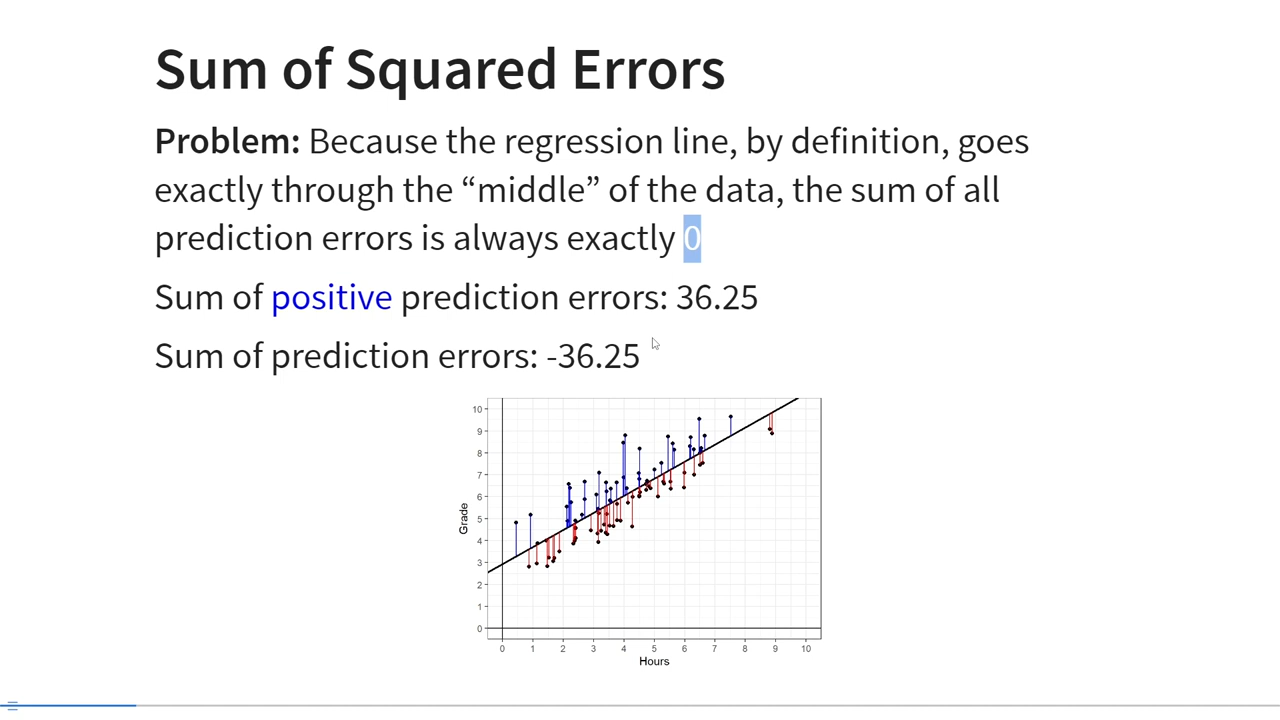 Sum of Squared Errors
Problem: Because the regression line, by definition, goes
exactly through the “middle” of the data, the sum of all
prediction errors is always exactly 0
Sum of positive prediction errors: 36.25
Sum of prediction errors: -36.25
10
9
8
7
6
5
4
3
2
1
0
Grade
0 1 2 3 4 5 6 7 8 9 10
Hours